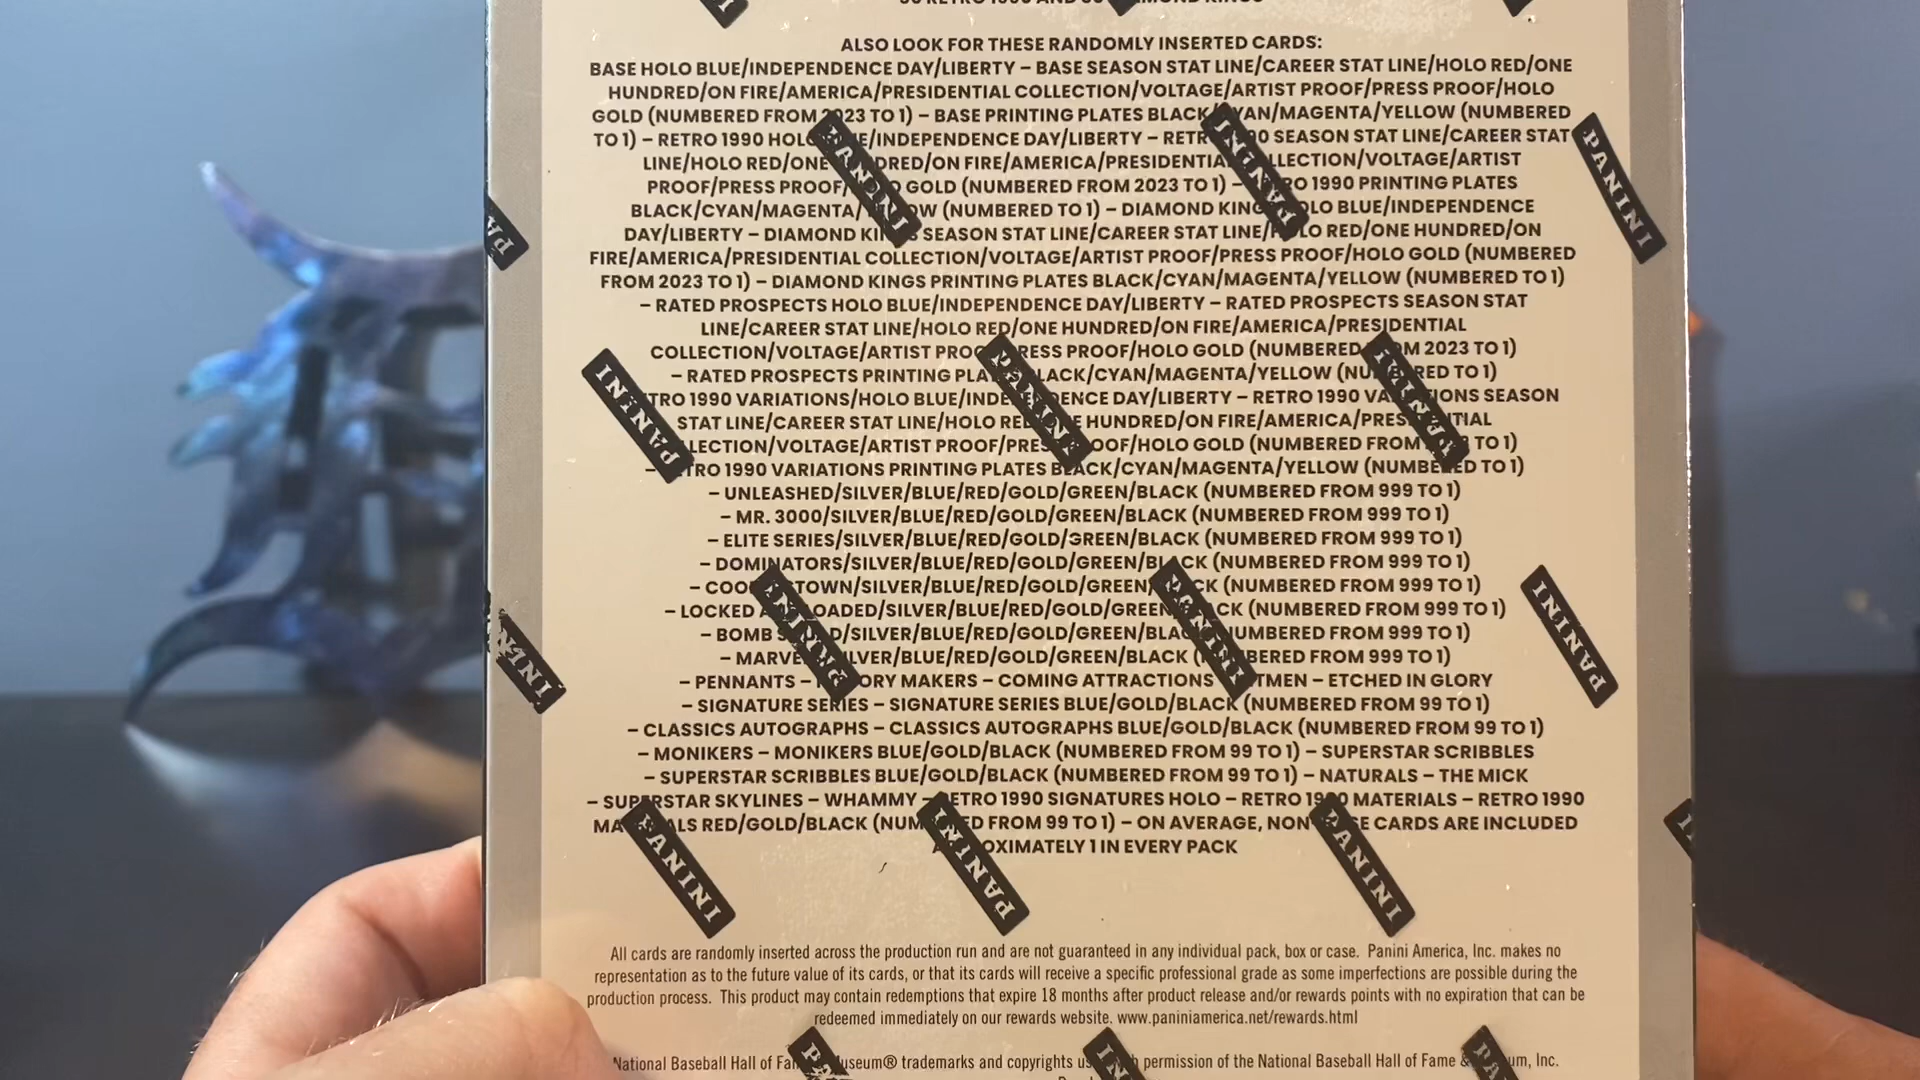 ALSO LOOK FOR THESE RANDOMLY INSERTED CARDS:
BASE HOLO BLUE/INDEPENDENCE DAY/LIBERTY – BASE SEASON STAT LINE/CAREER STAT LINE/HOLO RED/ONE
HUNDRED/ON FIRE/AMERICA/PRESIDENTIAL COLLECTION/VOLTAGE/ARTIST PROOF/PRESS PROOF/HOLO
GOLD (NUMBERED FROM 2023 TO 1) – BASE PRINTING PLATES BLACK/CYAN/MAGENTA/YELLOW (NUMBERED
TO 1) – RETRO 1990 HOLO BLUE/INDEPENDENCE DAY/LIBERTY – RETRO 1990 SEASON STAT LINE/CAREER STAT
LINE/HOLO RED/ONE HUNDRED/ON FIRE/AMERICA/PRESIDENTIAL COLLECTION/VOLTAGE/ARTIST
PROOF/PRESS PROOF/HOLO GOLD (NUMBERED FROM 2023 TO 1) – RETRO 1990 PRINTING PLATES
BLACK/CYAN/MAGENTA/YELLOW (NUMBERED TO 1) – DIAMOND KINGS HOLO BLUE/INDEPENDENCE
DAY/LIBERTY – DIAMOND KINGS SEASON STAT LINE/CAREER STAT LINE/HOLO RED/ONE HUNDRED/ON
FIRE/AMERICA/PRESIDENTIAL COLLECTION/VOLTAGE/ARTIST PROOF/PRESS PROOF/HOLO GOLD (NUMBERED
FROM 2023 TO 1) – DIAMOND KINGS PRINTING PLATES BLACK/CYAN/MAGENTA/YELLOW (NUMBERED TO 1)
– RATED PROSPECTS HOLO BLUE/INDEPENDENCE DAY/LIBERTY – RATED PROSPECTS SEASON STAT
LINE/CAREER STAT LINE/HOLO RED/ONE HUNDRED/ON FIRE/AMERICA/PRESIDENTIAL
COLLECTION/VOLTAGE/ARTIST PROOF/PRESS PROOF/HOLO GOLD (NUMBERED FROM 2023 TO 1)
– RATED PROSPECTS PRINTING PLATES BLACK/CYAN/MAGENTA/YELLOW (NUMBERED TO 1)
RETRO 1990 VARIATIONS/HOLO BLUE/INDEPENDENCE DAY/LIBERTY – RETRO 1990 VARIATIONS SEASON
STAT LINE/CAREER STAT LINE/HOLO RED/ONE HUNDRED/ON FIRE/AMERICA/PRESIDENTIAL
COLLECTION/VOLTAGE/ARTIST PROOF/PRESS PROOF/HOLO GOLD (NUMBERED FROM 2023 TO 1)
– RETRO 1990 VARIATIONS PRINTING PLATES BLACK/CYAN/MAGENTA/YELLOW (NUMBERED TO 1)
– UNLEASHED/SILVER/BLUE/RED/GOLD/GREEN/BLACK (NUMBERED FROM 999 TO 1)
– MR. 3000/SILVER/BLUE/RED/GOLD/GREEN/BLACK (NUMBERED FROM 999 TO 1)
– ELITE SERIES/SILVER/BLUE/RED/GOLD/GREEN/BLACK (NUMBERED FROM 999 TO 1)
– DOMINATORS/SILVER/BLUE/RED/GOLD/GREEN/BLACK (NUMBERED FROM 999 TO 1)
– COOPERSTOWN/SILVER/BLUE/RED/GOLD/GREEN/BLACK (NUMBERED FROM 999 TO 1)
– LOCKED AND LOADED/SILVER/BLUE/RED/GOLD/GREEN/BLACK (NUMBERED FROM 999 TO 1)
– BOMB SQUAD/SILVER/BLUE/RED/GOLD/GREEN/BLACK (NUMBERED FROM 999 TO 1)
– MARVELS/SILVER/BLUE/RED/GOLD/GREEN/BLACK (NUMBERED FROM 999 TO 1)
– PENNANTS – COMING ATTRACTIONS – ETCHED IN GLORY
– SIGNATURE SERIES – SIGNATURE SERIES BLUE/GOLD/BLACK (NUMBERED FROM 99 TO 1)
– CLASSICS AUTOGRAPHS – CLASSICS AUTOGRAPHS BLUE/GOLD/BLACK (NUMBERED FROM 99 TO 1)
– MONIKERS – MONIKERS BLUE/GOLD/BLACK (NUMBERED FROM 99 TO 1) – SUPERSTAR SCRIBBLES
– SUPERSTAR SCRIBBLES BLUE/GOLD/BLACK (NUMBERED FROM 99 TO 1) – NATURALS – THE MICK
– SUPERSTAR SKYLINES – WHAMMY – RETRO 1990 SIGNATURES HOLO – RETRO 1990 MATERIALS – RETRO 1990
MATERIALS RED/GOLD/BLACK (NUMBERED FROM 99 TO 1) – ON AVERAGE, NON-BASE CARDS ARE INCLUDED
APPROXIMATELY 1 IN EVERY PACK
All cards are randomly inserted across the production run and are not guaranteed in any individual pack, box or case. Panini America, Inc. makes no
representation as to the future value of its cards, or that its cards will receive a specific professional grade as some imperfections are possible during the
production process. This product may contain redemptions that expire 18 months after product release and/or rewards points with no expiration that can be
redeemed immediately on our rewards website. www.paniniamerica.net/rewards.html
National Baseball Hall of Fame & Museum® trademarks and copyrights used with permission of the National Baseball Hall of Fame & Museum, Inc.
PANINI
PANINI
PANINI
PANINI
PANINI
PANINI
PANINI
PANINI
PANINI
PANINI
PANINI
PANINI